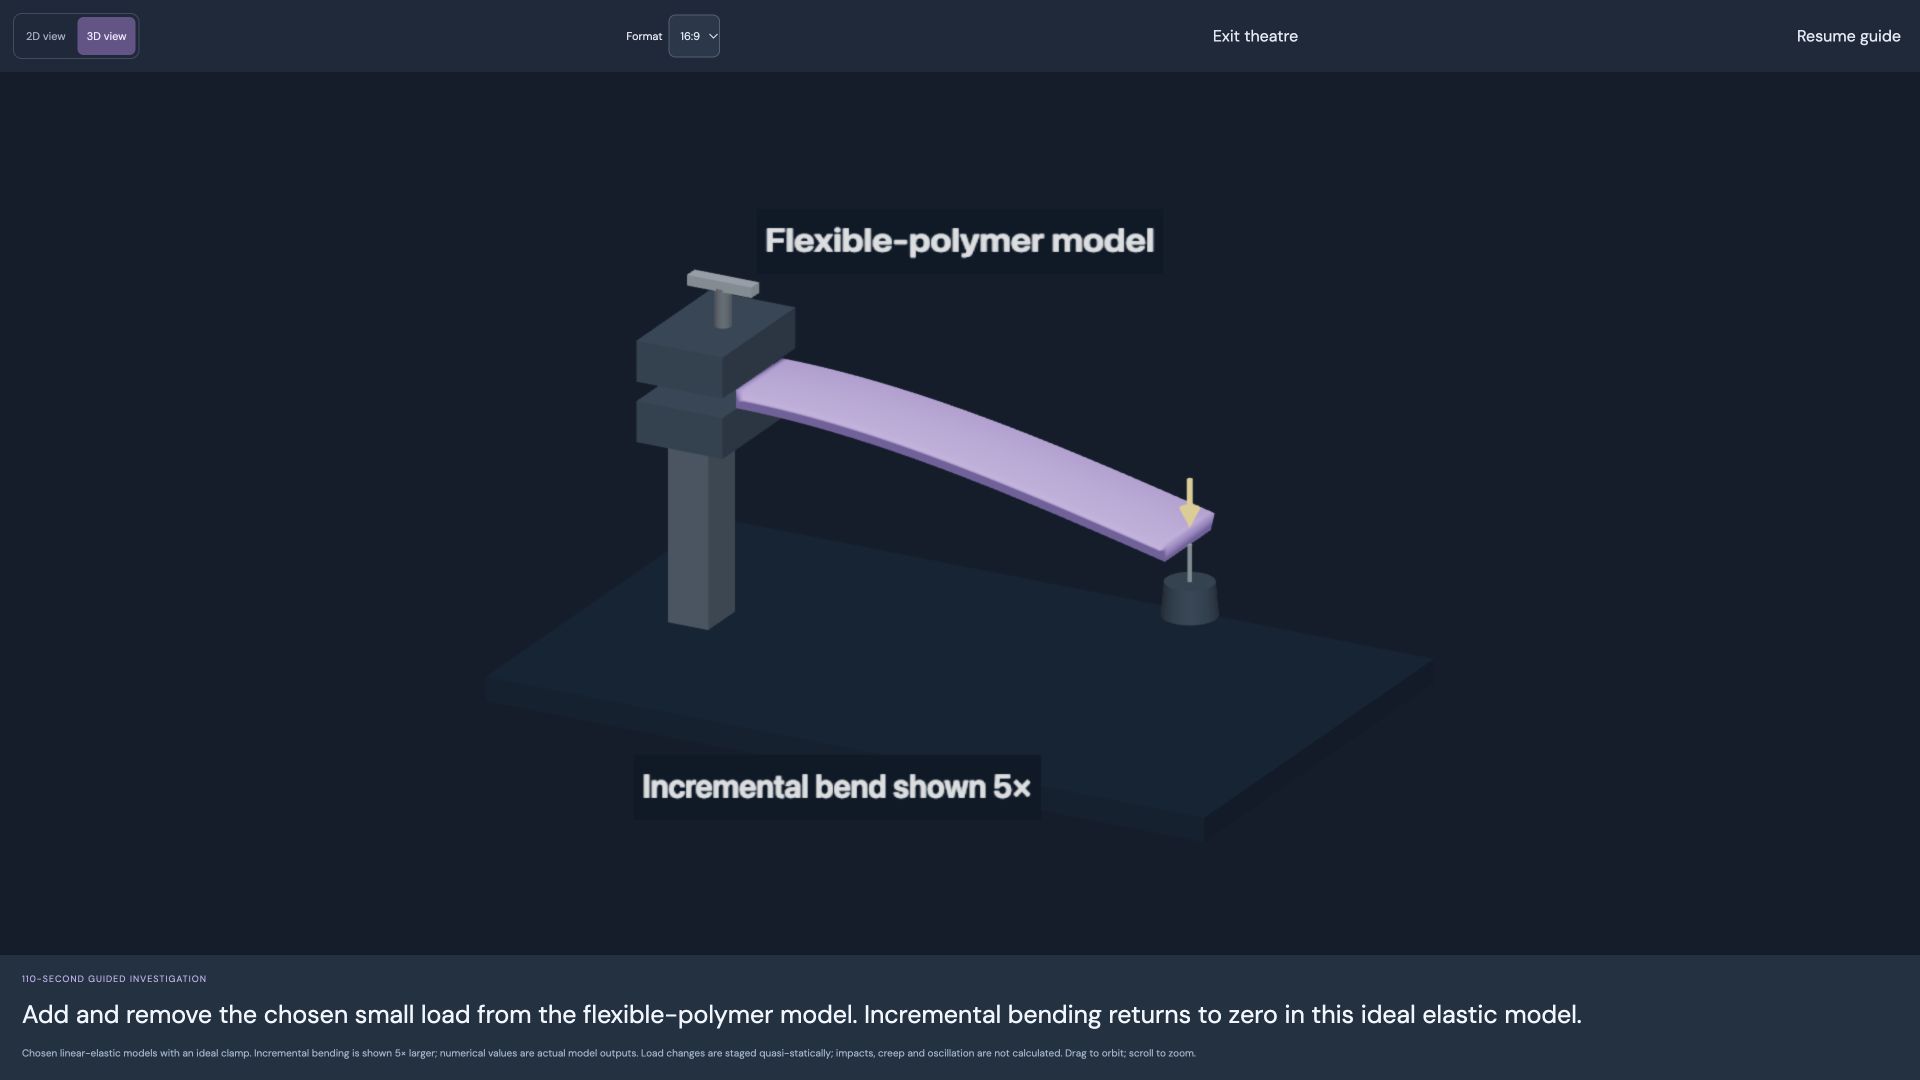 2D view
3D view
Format
16:9
Exit theatre
Resume guide
Flexible-polymer model
Incremental bend shown 5×
110-SECOND GUIDED INVESTIGATION
Add and remove the chosen small load from the flexible-polymer model. Incremental bending returns to zero in this ideal elastic model.
Chosen linear-elastic models with an ideal clamp. Incremental bending is shown 5× larger; numerical values are actual model outputs. Load changes are staged quasi-statically; impacts, creep and oscillation are not calculated. Drag to orbit; scroll to zoom.